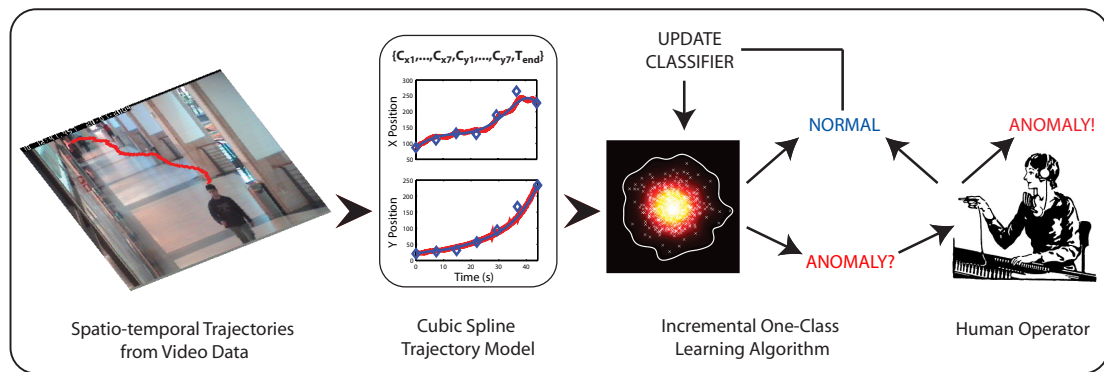 {Cx1,...,Cx7,Cy1,...,Cy7,Tend}
X Position
300
250
200
150
100
50
Y Position
250
200
150
100
50
0
0
10
20
30
40
Time (s)
UPDATE
CLASSIFIER
NORMAL
ANOMALY!
ANOMALY?
Spatio-temporal Trajectories
from Video Data
Cubic Spline
Trajectory Model
Incremental One-Class
Learning Algorithm
Human Operator